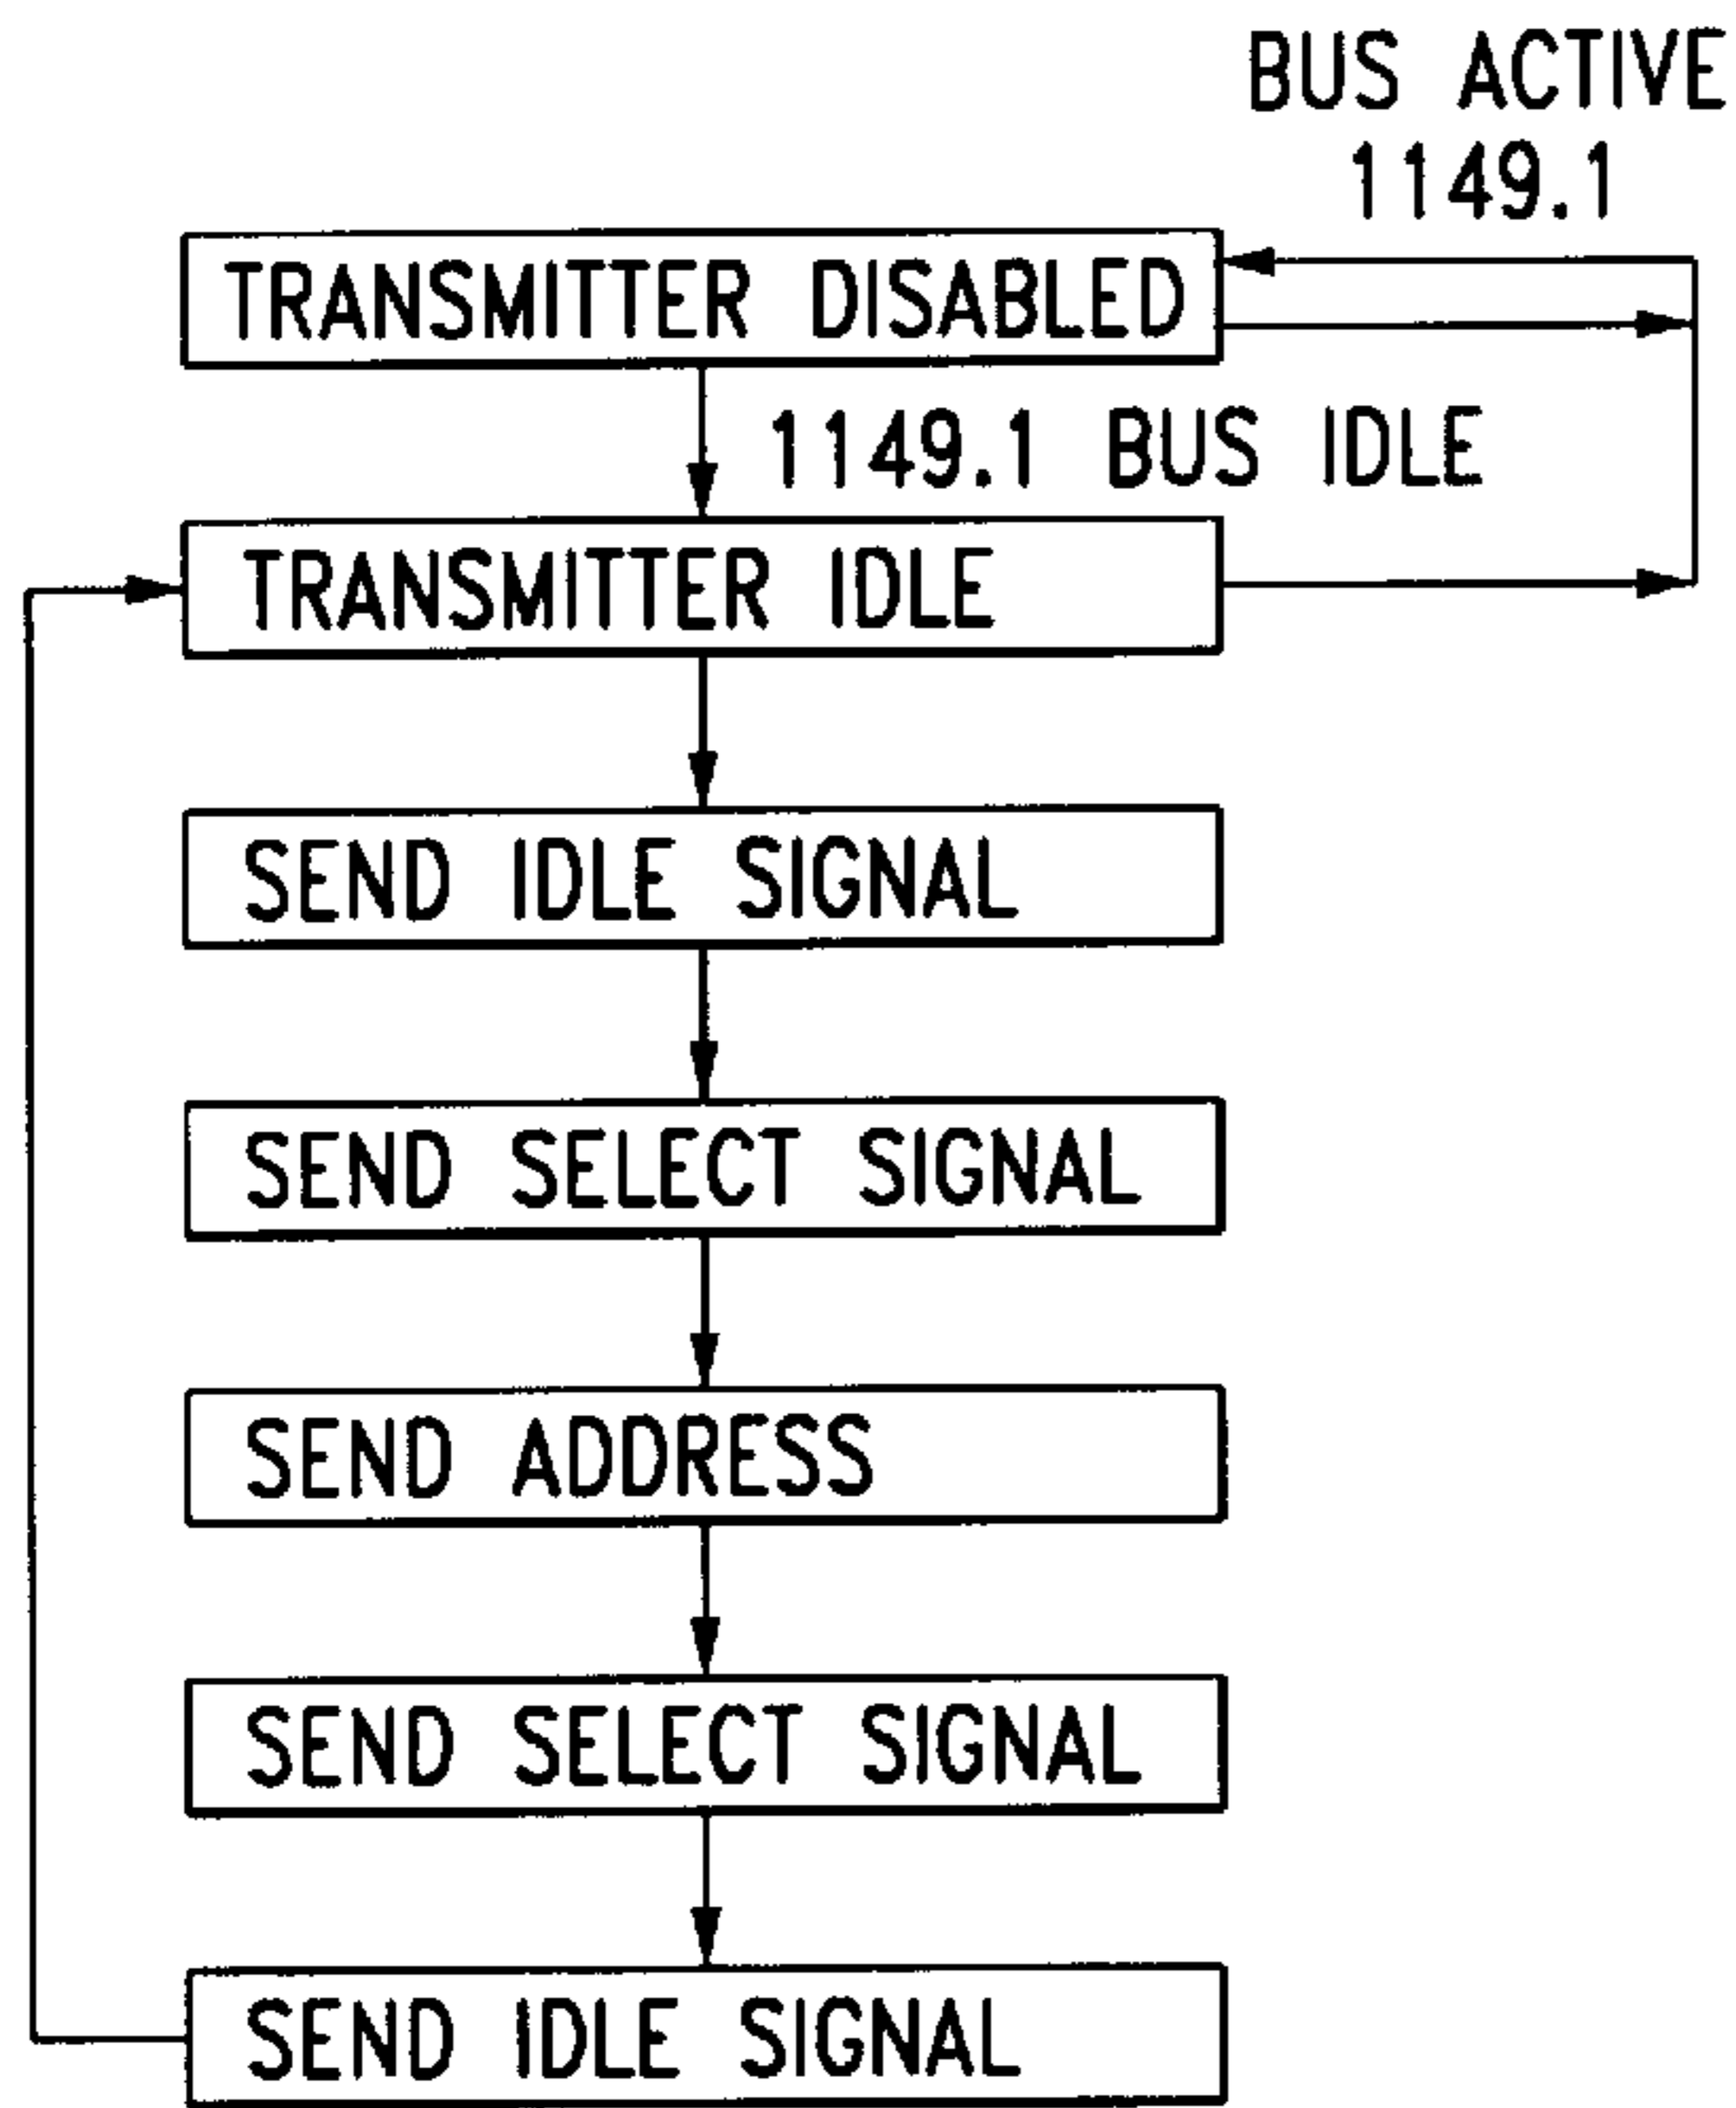 BUS ACTIVE
1149.1
TRANSMITTER DISABLED
1149.1 BUS IDLE
TRANSMITTER IDLE
SEND IDLE SIGNAL
SEND SELECT SIGNAL
SEND ADDRESS
SEND SELECT SIGNAL
SEND IDLE SIGNAL